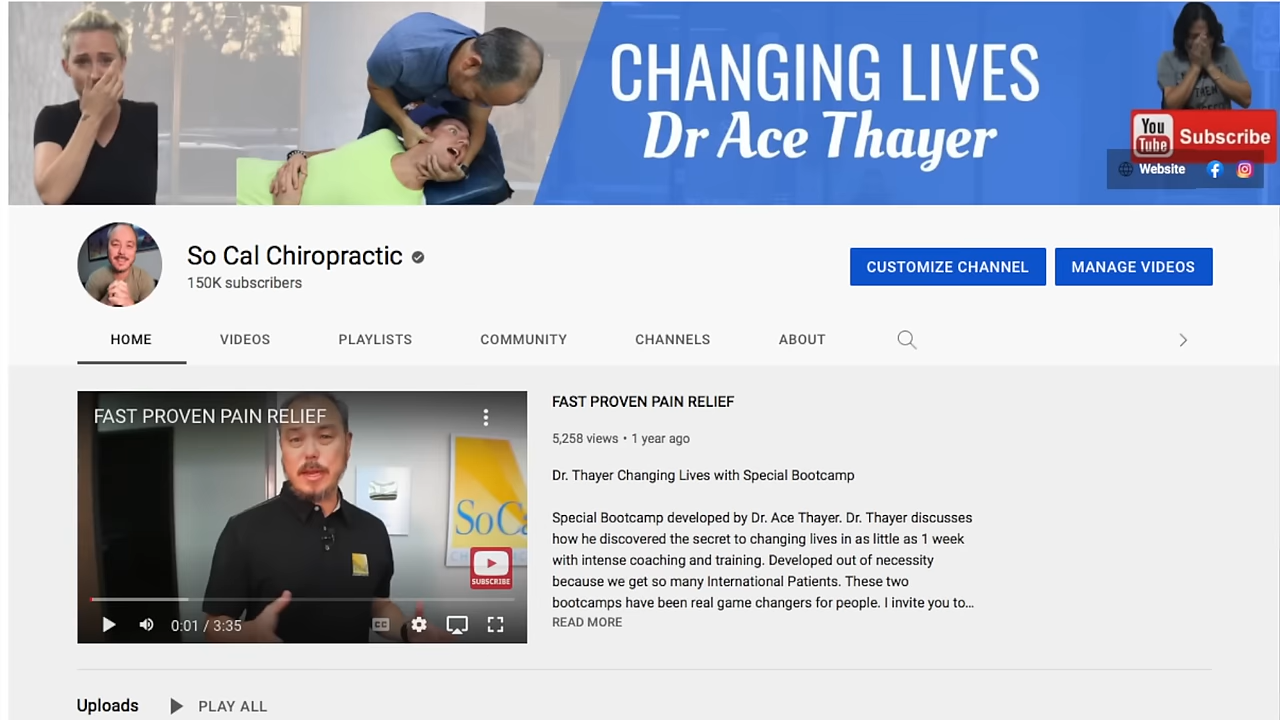 CHANGING LIVES
Dr Ace Thayer
You Tube Subscribe
Website
So Cal Chiropractic
150K subscribers
CUSTOMIZE CHANNEL
MANAGE VIDEOS
HOME
VIDEOS
PLAYLISTS
COMMUNITY
CHANNELS
ABOUT
FAST PROVEN PAIN RELIEF
SoC
SUBSCRIBE
0:01 / 3:35
CC
FAST PROVEN PAIN RELIEF
5,258 views • 1 year ago
Dr. Thayer Changing Lives with Special Bootcamp
Special Bootcamp developed by Dr. Ace Thayer. Dr. Thayer discusses
how he discovered the secret to changing lives in as little as 1 week
with intense coaching and training. Developed out of necessity
because we get so many International Patients. These two
bootcamps have been real game changers for people. I invite you to...
READ MORE
Uploads
PLAY ALL